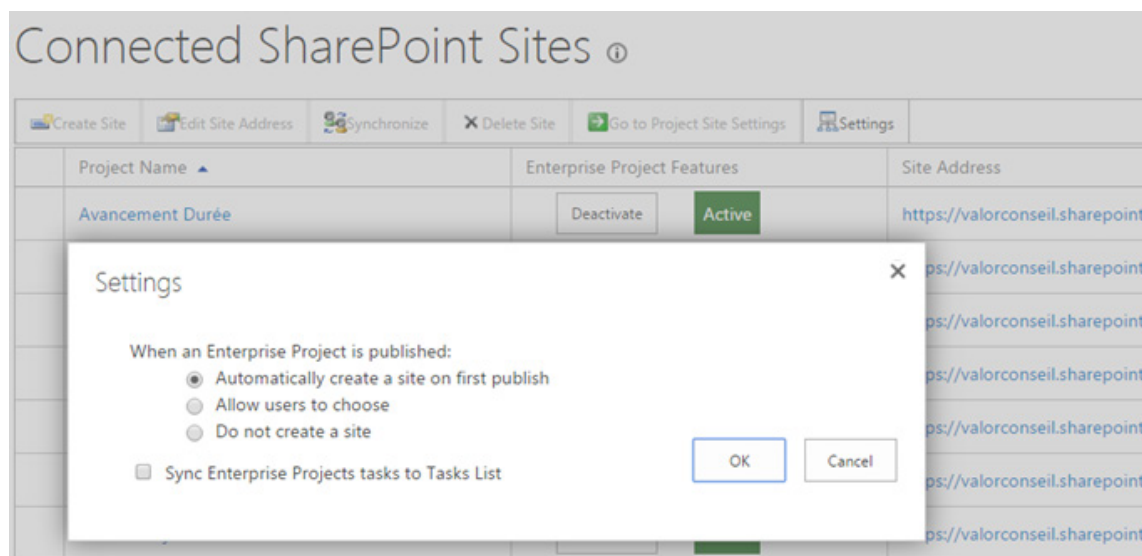 Connected SharePoint Sites
Create Site Edit Site Address Synchronize Delete Site Go to Project Site Settings Settings
Project Name Enterprise Project Features Site Address
Avancement Durée Deactivate Active https://valorconseil.sharepoint
Settings
ps://valorconseil.sharepoint
ps://valorconseil.sharepoint
When an Enterprise Project is published:
Automatically create a site on first publish
ps://valorconseil.sharepoint
Allow users to choose
Do not create a site
ps://valorconseil.sharepoint
Sync Enterprise Projects tasks to Tasks List
OK Cancel
ps://valorconseil.sharepoint
ps://valorconseil.sharepoint